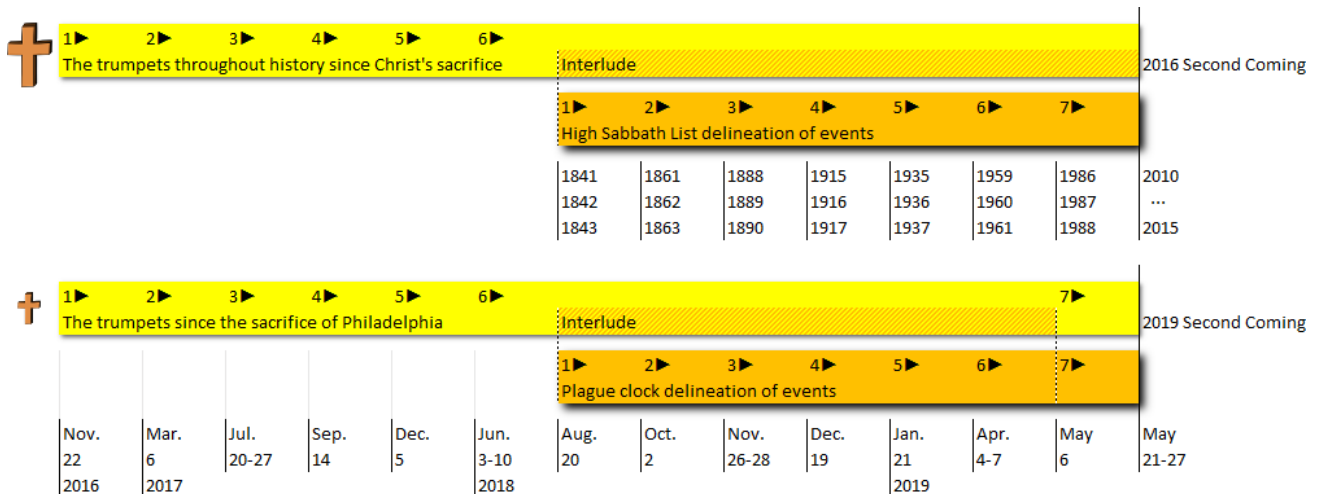 1▶ 2▶ 3▶ 4▶ 5▶ 6▶
The trumpets throughout history since Christ's sacrifice Interlude 2016 Second Coming
1▶ 2▶ 3▶ 4▶ 5▶ 6▶ 7▶
High Sabbath List delineation of events
1841 1861 1888 1915 1935 1959 1986 2010
1842 1862 1889 1916 1936 1960 1987 ...
1843 1863 1890 1917 1937 1961 1988 2015
1▶ 2▶ 3▶ 4▶ 5▶ 6▶ 7▶
The trumpets since the sacrifice of Philadelphia Interlude 2019 Second Coming
1▶ 2▶ 3▶ 4▶ 5▶ 6▶ 7▶
Plague clock delineation of events
Nov. Mar. Jul. Sep. Dec. Jun. Aug. Oct. Nov. Dec. Jan. Apr. May May
22 6 20-27 14 5 3-10 20 2 26-28 19 21 4-7 6 21-27
2016 2017 2018 2019